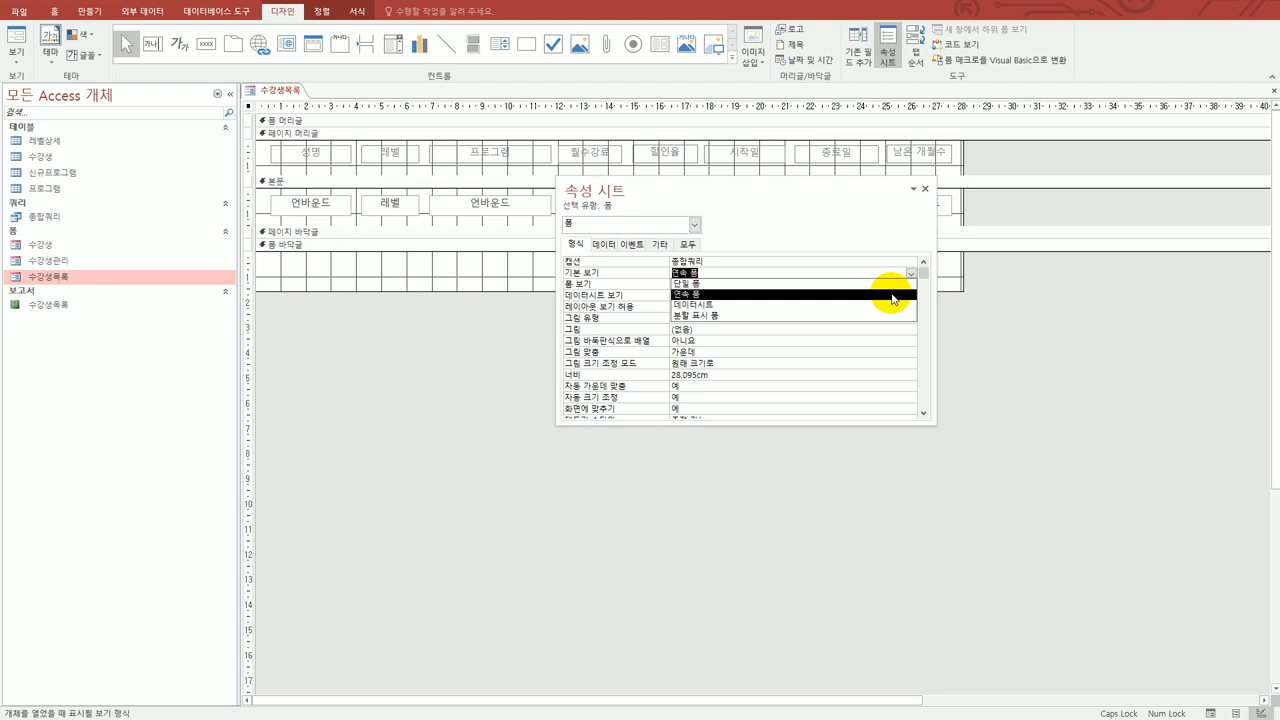 파일 홈 만들기 외부 데이터 데이터베이스 도구 디자인 정렬 서식 수행할 작업을 알려 주세요.
보기
가고
테마
색
글꼴
가나
가가
xxxx
이미지 삽입
로고
제목
날짜 및 시간
기존 필드 추가
속성 시트
탭 순서
새 창에서 하위 폼 보기
코드 보기
폼 매크로를 Visual Basic으로 변환
보기 테마 컨트롤 머리글/바닥글 도구
모든 Access 개체
검색...
테이블
레벨상세
수강생
신규프로그램
프로그램
쿼리
종합쿼리
폼
수강생
수강생관리
수강생목록
보고서
수강생목록
수강생목록
폼 머리글
페이지 머리글
성명 레벨 프로그램 월수강료 할인율 시작일 종료일 남은 개월수
본문
언바운드 레벨 언바운드
페이지 바닥글
폼 바닥글
속성 시트
선택 유형: 폼
폼
형식 데이터 이벤트 기타 모두
캡션 종합쿼리
기본 보기 연속 폼
폼 보기 단일 폼
데이터시트 보기 연속 폼
레이아웃 보기 허용 데이터시트
그림 유형 분할 표시 폼
그림 (없음)
그림 바둑판식으로 배열 아니요
그림 맞춤 가운데
그림 크기 조정 모드 원래 크기로
너비 28.095cm
자동 가운데 맞춤 예
자동 크기 조정 예
화면에 맞추기 예
개체를 열었을 때 표시될 보기 형식
Caps Lock Num Lock